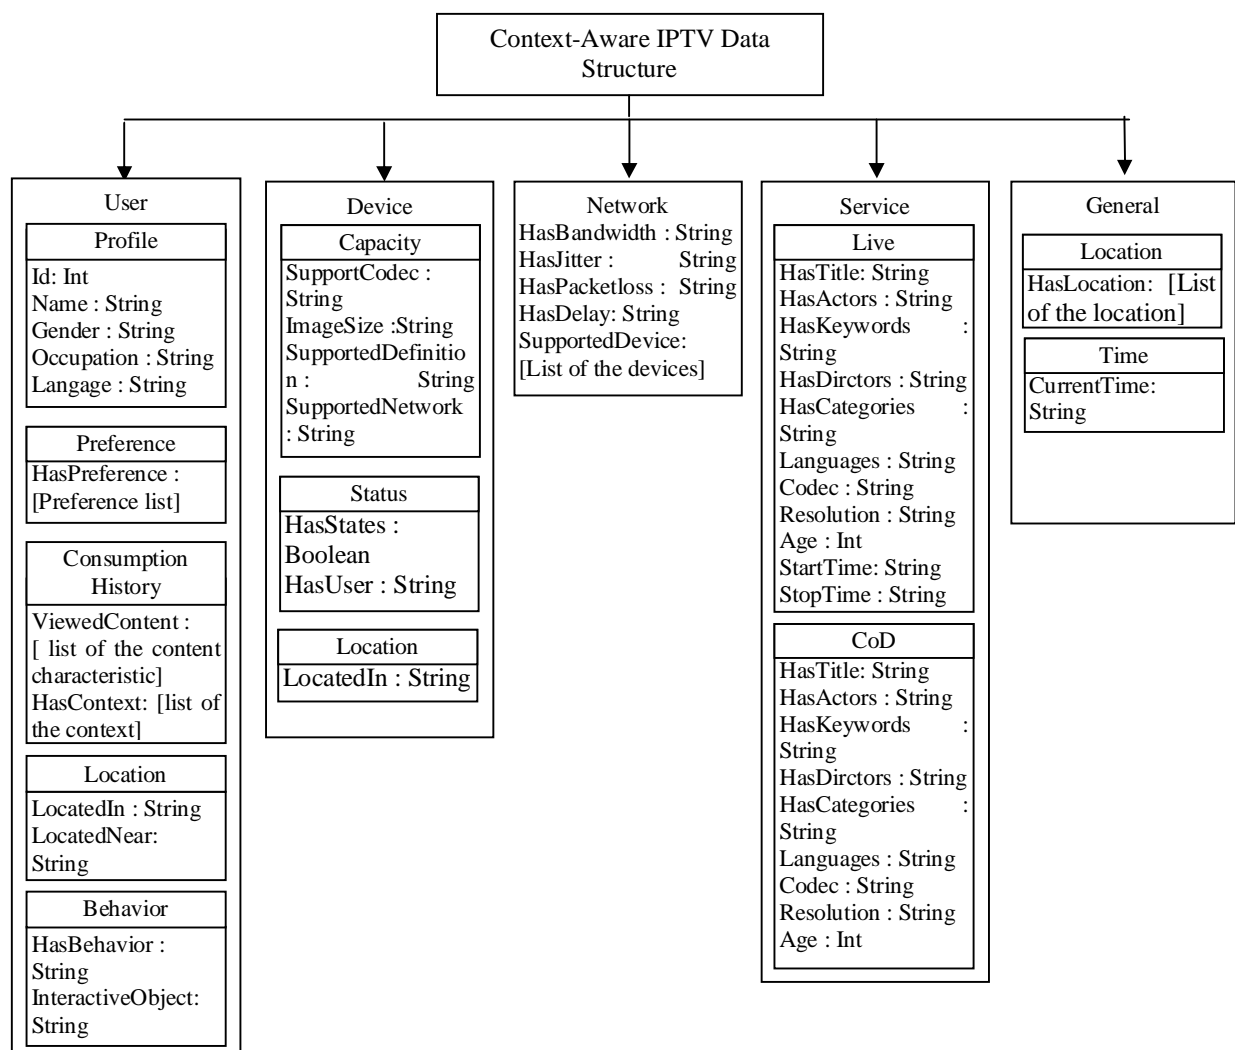 Context-Aware IPTV Data
Structure
User
Profile
Id: Int
Name : String
Gender : String
Occupation : String
Langage : String
Preference
HasPreference :
[Preference list]
Consumption
History
ViewedContent :
[ list of the content
characteristic]
HasContext: [list of
the context]
Location
LocatedIn : String
LocatedNear:
String
Behavior
HasBehavior :
String
InteractiveObject:
String
Device
Capacity
SupportCodec :
String
ImageSize :String
SupportedDefinitio
n : String
SupportedNetwork
: String
Status
HasStates :
Boolean
HasUser : String
Location
LocatedIn : String
Network
HasBandwidth : String
HasJitter : String
HasPacketloss : String
HasDelay: String
SupportedDevice:
[List of the devices]
Service
Live
HasTitle: String
HasActors : String
HasKeywords :
String
HasDirctors : String
HasCategories :
String
Languages : String
Codec : String
Resolution : String
Age : Int
StartTime: String
StopTime : String
CoD
HasTitle: String
HasActors : String
HasKeywords :
String
HasDirctors : String
HasCategories :
String
Languages : String
Codec : String
Resolution : String
Age : Int
General
Location
HasLocation: [List
of the location]
Time
CurrentTime:
String